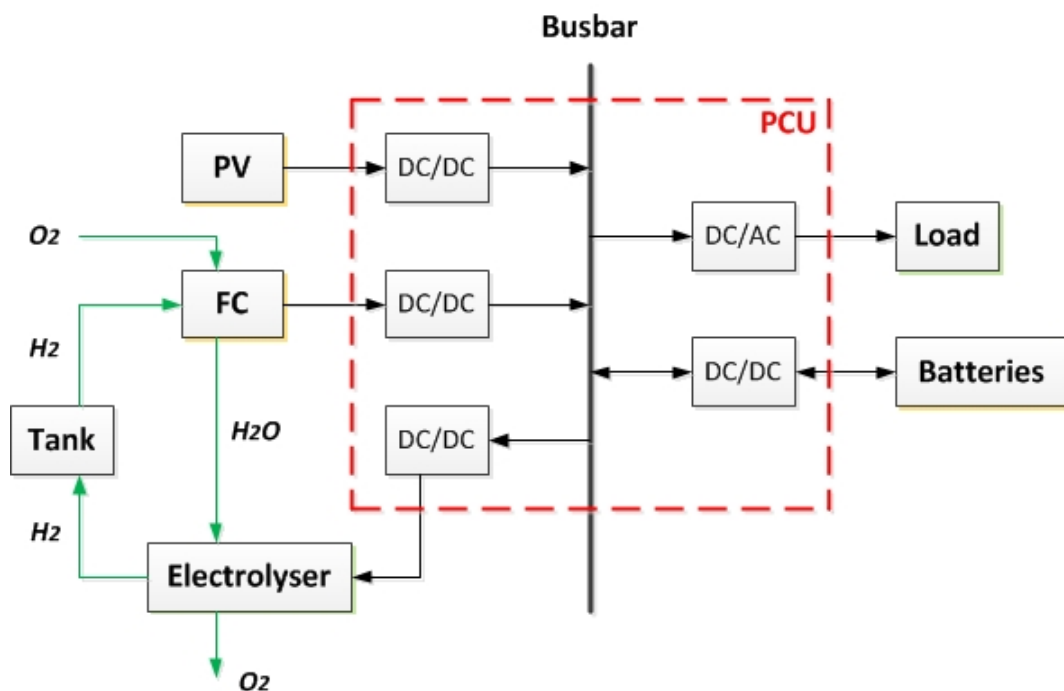 Busbar
PCU
PV
DC/DC
O2
DC/AC
Load
FC
DC/DC
H2
DC/DC
Batteries
Tank
H2O
DC/DC
H2
Electrolyser
O2